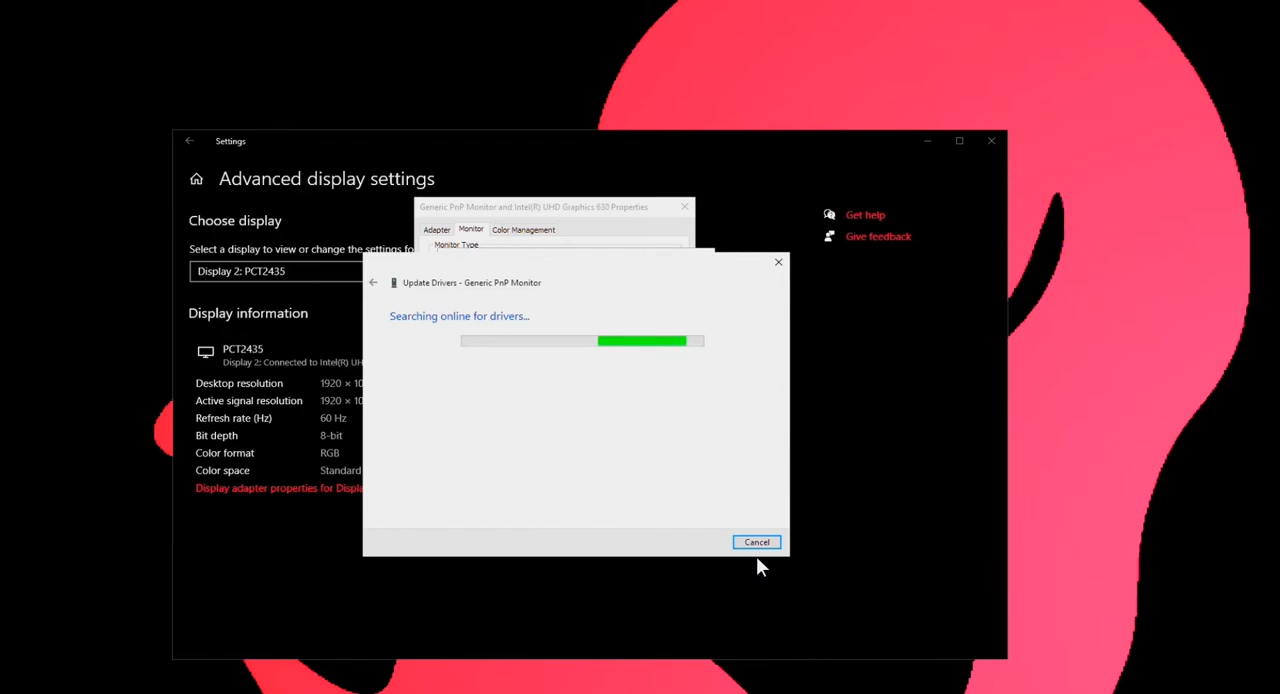 Settings
Advanced display settings
Choose display
Select a display to view or change the settings fo
Display 2: PCT2435
Display information
PCT2435
Display 2: Connected to Intel(R) UH
Desktop resolution 1920 × 10
Active signal resolution 1920 × 10
Refresh rate (Hz) 60 Hz
Bit depth 8-bit
Color format RGB
Color space Standard
Display adapter properties for Displa
Get help
Give feedback
Generic PnP Monitor and Intel(R) UHD Graphics 630 Properties
Adapter Monitor Color Management
Monitor Type
Update Drivers - Generic PnP Monitor
Searching online for drivers...
Cancel